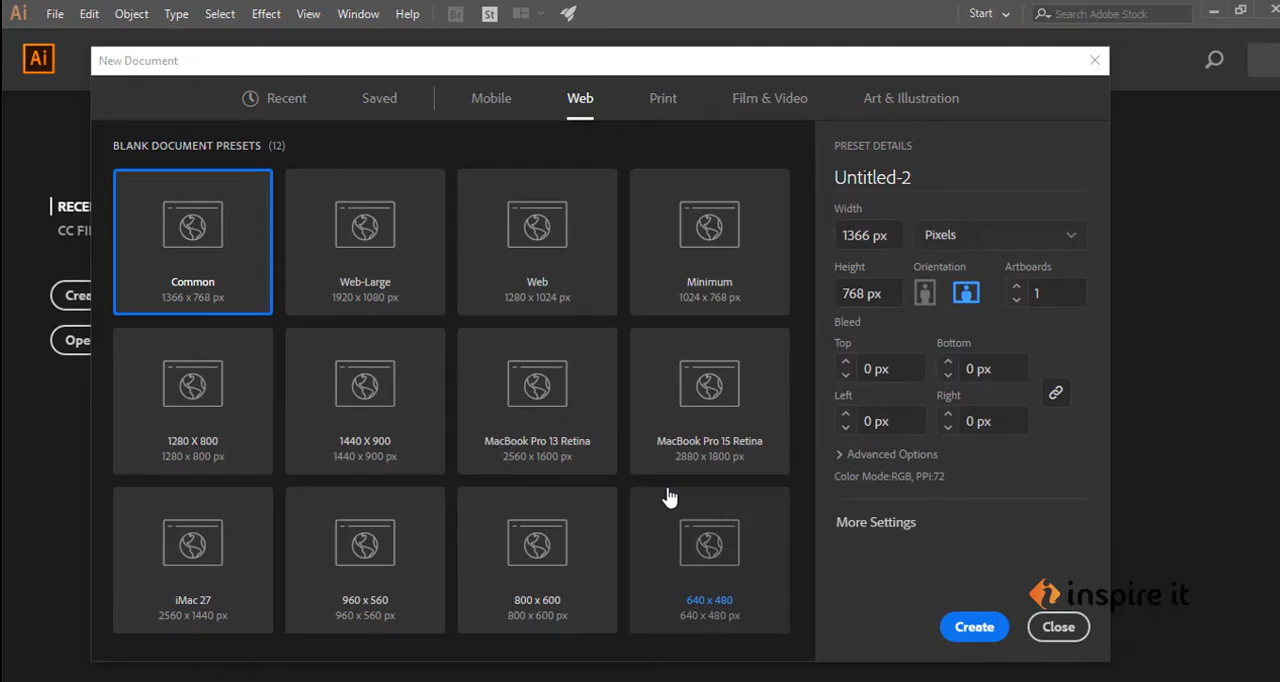 Ai File Edit Object Type Select Effect View Window Help Br St Start Search Adobe Stock
Ai
New Document
Recent Saved Mobile Web Print Film & Video Art & Illustration
RECE
CC FI
Crea
Ope
BLANK DOCUMENT PRESETS (12)
Common
1366 x 768 px
Web-Large
1920 x 1080 px
Web
1280 x 1024 px
Minimum
1024 x 768 px
1280 X 800
1280 x 800 px
1440 X 900
1440 x 900 px
MacBook Pro 13 Retina
2560 x 1600 px
MacBook Pro 15 Retina
2880 x 1800 px
iMac 27
2560 x 1440 px
960 x 560
960 x 560 px
800 x 600
800 x 600 px
640 x 480
640 x 480 px
PRESET DETAILS
Untitled-2
Width
1366 px Pixels
Height Orientation Artboards
768 px 1
Bleed
Top Bottom
0 px 0 px
Left Right
0 px 0 px
Advanced Options
Color Mode:RGB, PPI:72
More Settings
inspire it
Create Close